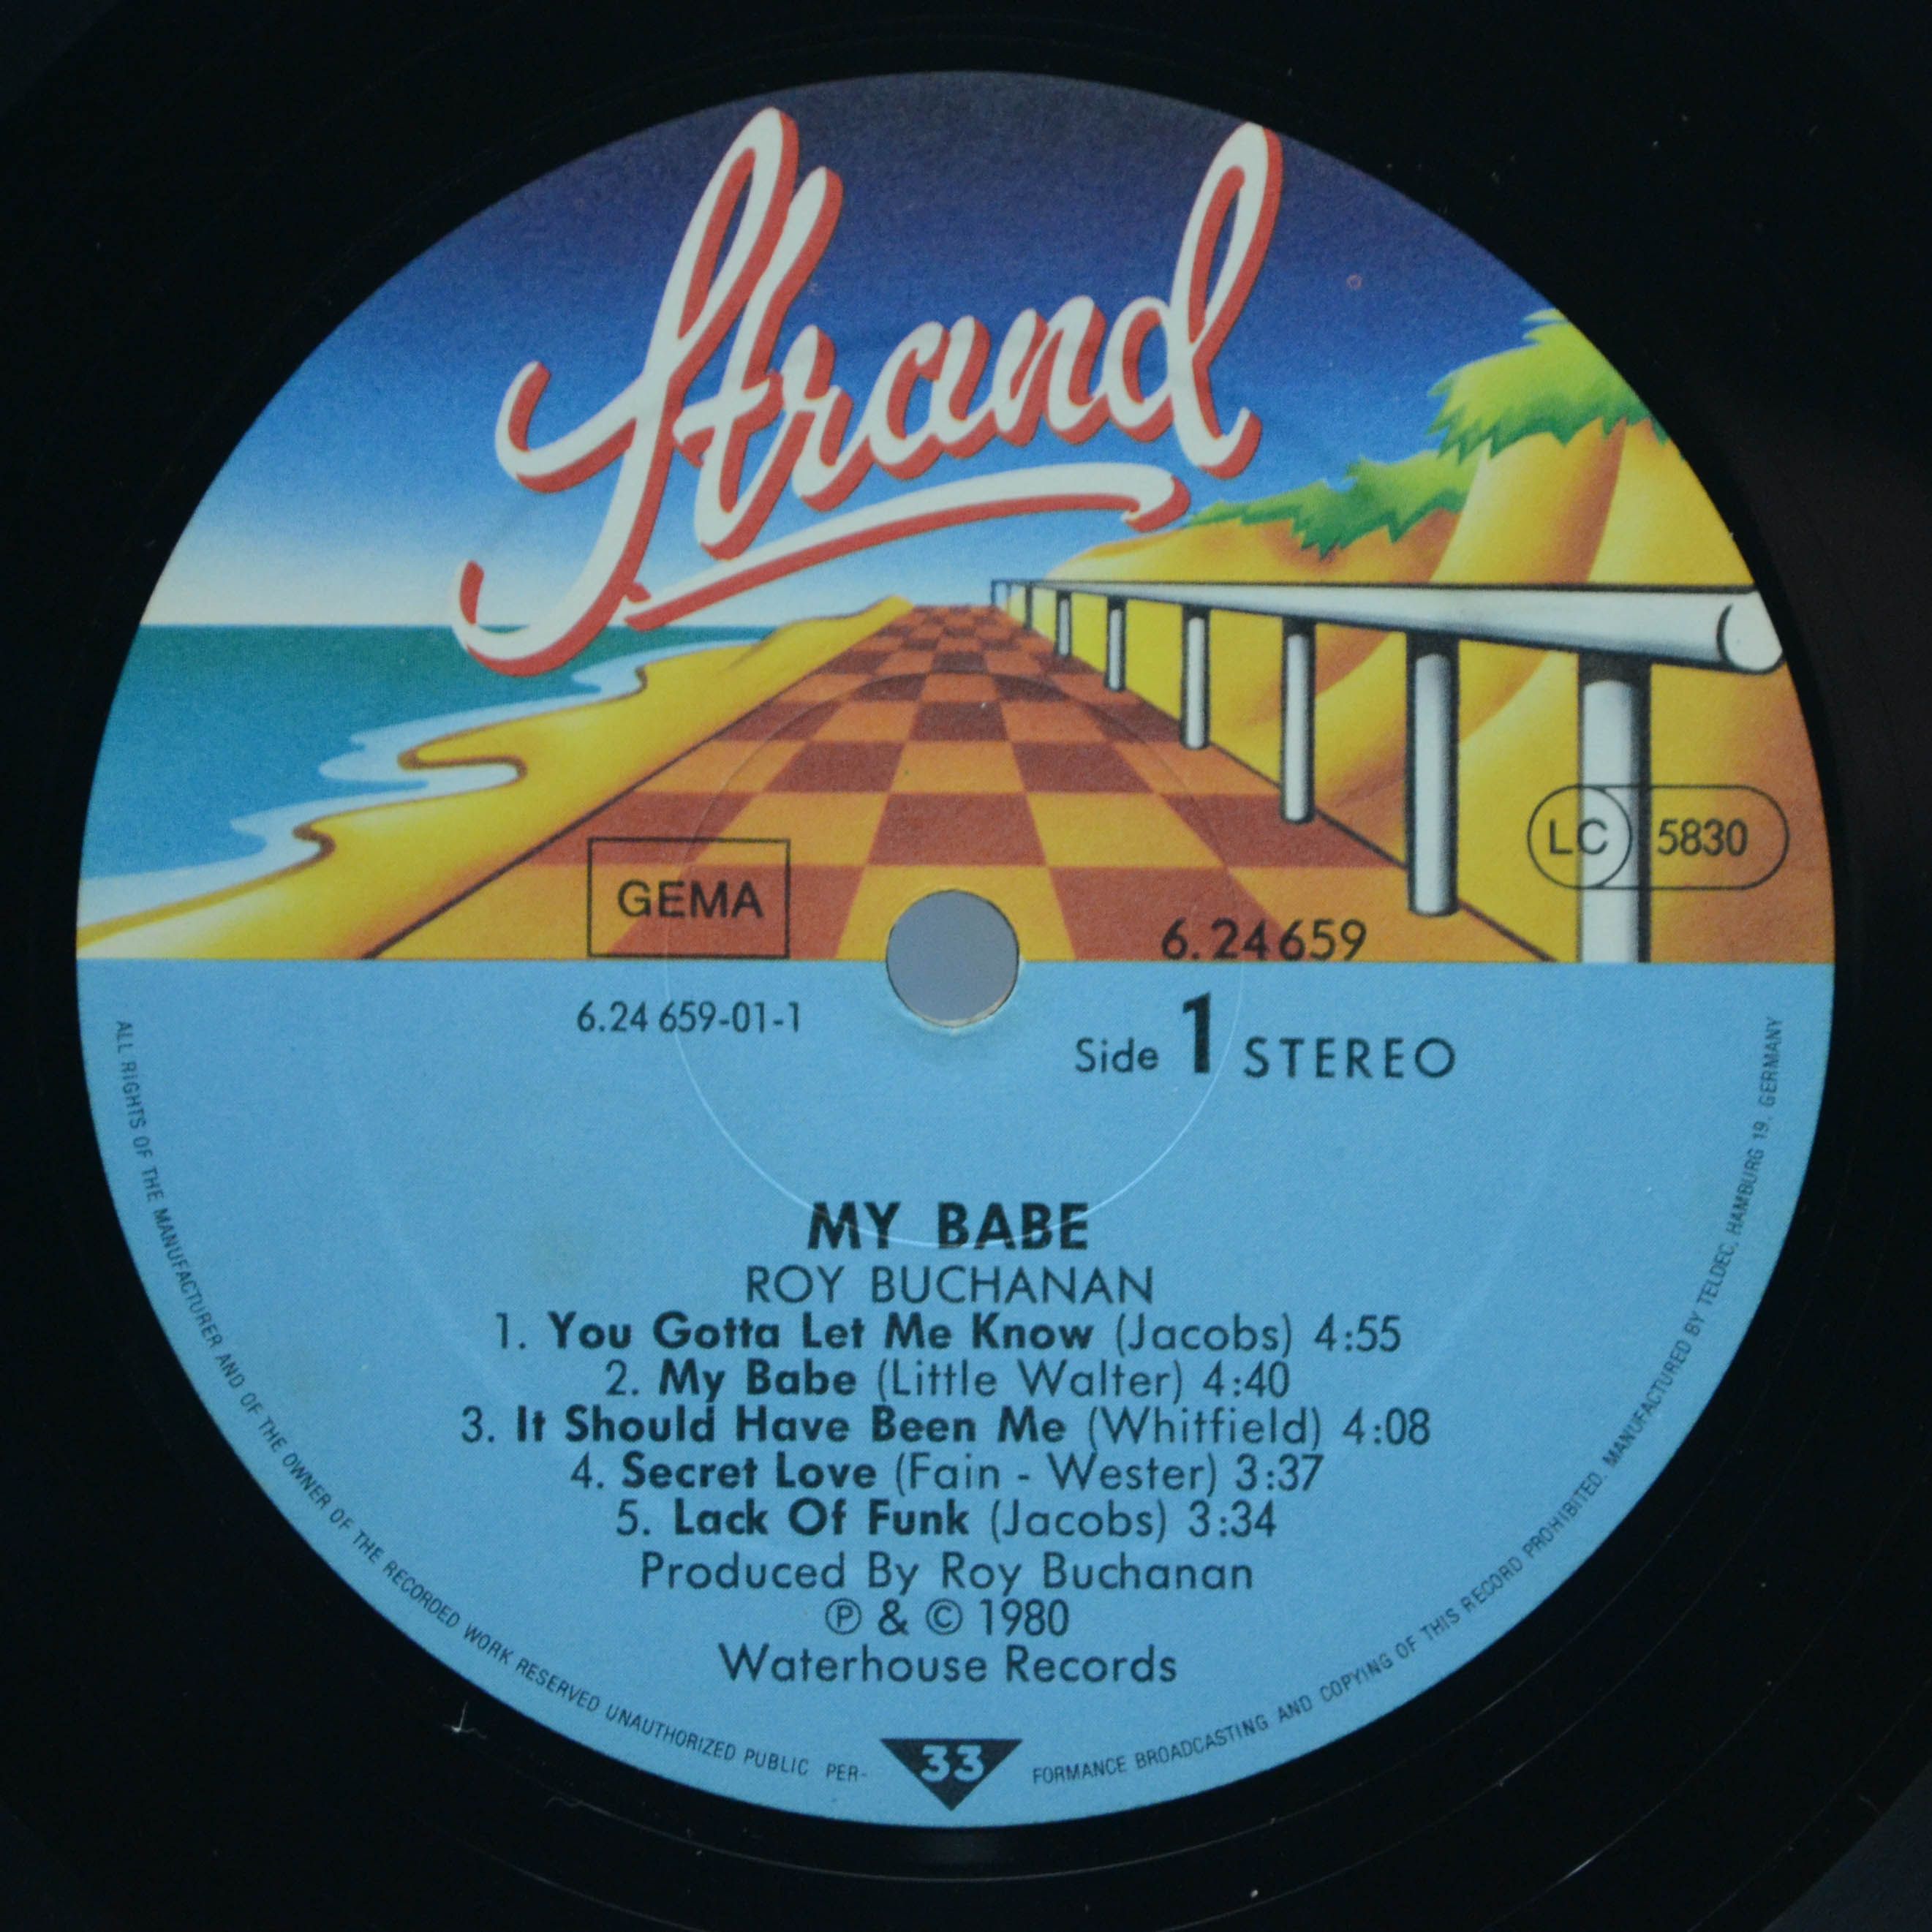 Strand
LC 5830
GEMA
6.24659
6.24 659-01-1
Side 1 STEREO
MY BABE
ROY BUCHANAN
1. You Gotta Let Me Know (Jacobs) 4:55
2. My Babe (Little Walter) 4:40
3. It Should Have Been Me (Whitfield) 4:08
4. Secret Love (Fain - Wester) 3:37
5. Lack Of Funk (Jacobs) 3:34
Produced By Roy Buchanan
℗ & © 1980
Waterhouse Records
33
ALL RIGHTS OF THE MANUFACTURER AND OF THE OWNER OF THE RECORDED WORK RESERVED UNAUTHORIZED PUBLIC PER-
FORMANCE BROADCASTING AND COPYING OF THIS RECORD PROHIBITED. MANUFACTURED BY TELDEC, HAMBURG 19, GERMANY